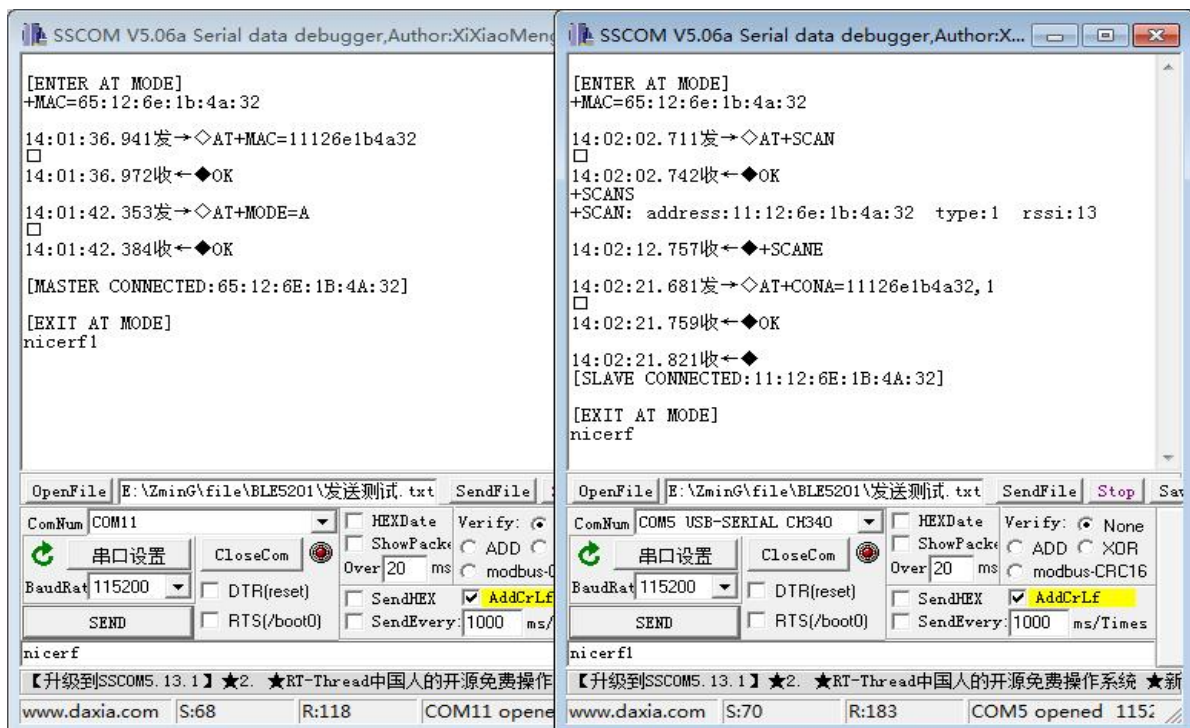 SSCOM V5.06a Serial data debugger,Author:XiXiaoMeng
[ENTER AT MODE]
+MAC=65:12:6e:1b:4a:32
14:01:36.941发→◇AT+MAC=11126e1b4a32
□
14:01:36.972收←◆OK
14:01:42.353发→◇AT+MODE=A
□
14:01:42.384收←◆OK
[MASTER CONNECTED:65:12:6E:1B:4A:32]
[EXIT AT MODE]
nicerf1
OpenFile E:\ZminG\file\BLE5201\发送测试.txt SendFile
ComNum COM11 HEXDate Verify:
串口设置 CloseCom ShowPacke ADD
Over 20 ms modbus-C
BaudRat 115200 DTR(reset) SendHEX AddCrLf
SEND RTS(/boot0) SendEvery: 1000 ms/
nicerf
【升级到SSCOM5.13.1】★2. ★RT-Thread中国人的开源免费操作
www.daxia.com S:68 R:118 COM11 opene
SSCOM V5.06a Serial data debugger,Author:X...
[ENTER AT MODE]
+MAC=65:12:6e:1b:4a:32
14:02:02.711发→◇AT+SCAN
□
14:02:02.742收←◆OK
+SCANS
+SCAN: address:11:12:6e:1b:4a:32 type:1 rssi:13
14:02:12.757收←◆+SCANE
14:02:21.681发→◇AT+CONA=11126e1b4a32,1
□
14:02:21.759收←◆OK
14:02:21.821收←◆
[SLAVE CONNECTED:11:12:6E:1B:4A:32]
[EXIT AT MODE]
nicerf
OpenFile E:\ZminG\file\BLE5201\发送测试.txt SendFile Stop Sav
ComNum COM5 USB-SERIAL CH340 HEXDate Verify: None
串口设置 CloseCom ShowPacke ADD XOR
Over 20 ms modbus-CRC16
BaudRat 115200 DTR(reset) SendHEX AddCrLf
SEND RTS(/boot0) SendEvery: 1000 ms/Times
nicerf1
【升级到SSCOM5.13.1】★2. ★RT-Thread中国人的开源免费操作系统 ★新
www.daxia.com S:70 R:183 COM5 opened 1152